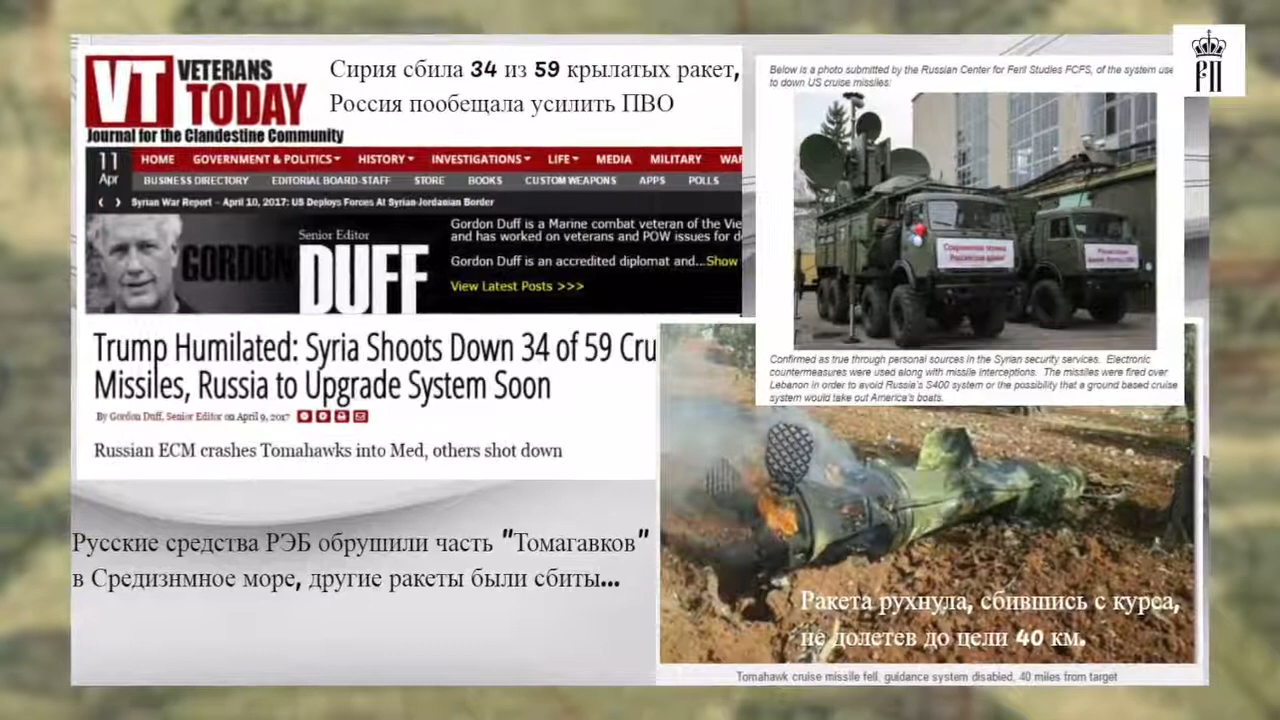 VT VETERANS TODAY
Journal for the Clandestine Community
Сирия сбила 34 из 59 крылатых ракет,
Россия пообещала усилить ПВО
11 Apr
HOME GOVERNMENT & POLITICS HISTORY INVESTIGATIONS LIFE MEDIA MILITARY WAR
BUSINESS DIRECTORY EDITORIAL BOARD-STAFF STORE BOOKS CUSTOM WEAPONS APPS POLLS
Syrian War Report – April 10, 2017: US Deploys Forces At Syrian-Jordanian Border
GORDON
Senior Editor
DUFF
Gordon Duff is a Marine combat veteran of the Vie
and has worked on veterans and POW issues for d
Gordon Duff is an accredited diplomat and...Show
View Latest Posts >>>
Trump Humilated: Syria Shoots Down 34 of 59 Cru
Missiles, Russia to Upgrade System Soon
By Gordon Duff, Senior Editor on April 9, 2017
Russian ECM crashes Tomahawks into Med, others shot down
Русские средства РЭБ обрушили часть "Томагавков"
в Средизнмное море, другие ракеты были сбиты...
Below is a photo submitted by the Russian Center for Feril Studies FCFS, of the system use
to down US cruise missiles:
Современная техника
Российской армии
Confirmed as true through personal sources in the Syrian security services. Electronic
countermeasures were used along with missile interceptions. The missiles were fired over
Lebanon in order to avoid Russia's S400 system or the possibility that a ground based cruise
system would take out America's boats.
Ракета рухнула, сбившись с курса,
не долетев до цели 40 км.
Tomahawk cruise missile fell, guidance system disabled, 40 miles from target